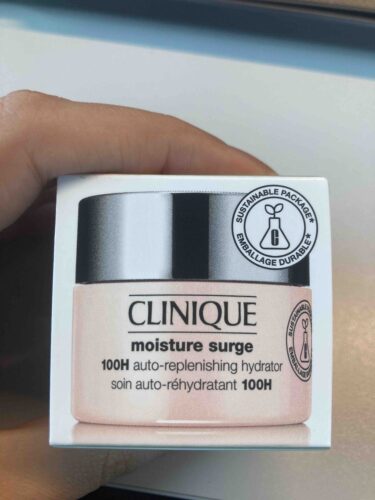 SUSTAINABLE PACKAGE*
EMBALLAGE DURABLE*
C
CLINIQUE
moisture surge
100H auto-replenishing hydrator
soin auto-réhydratant 100H